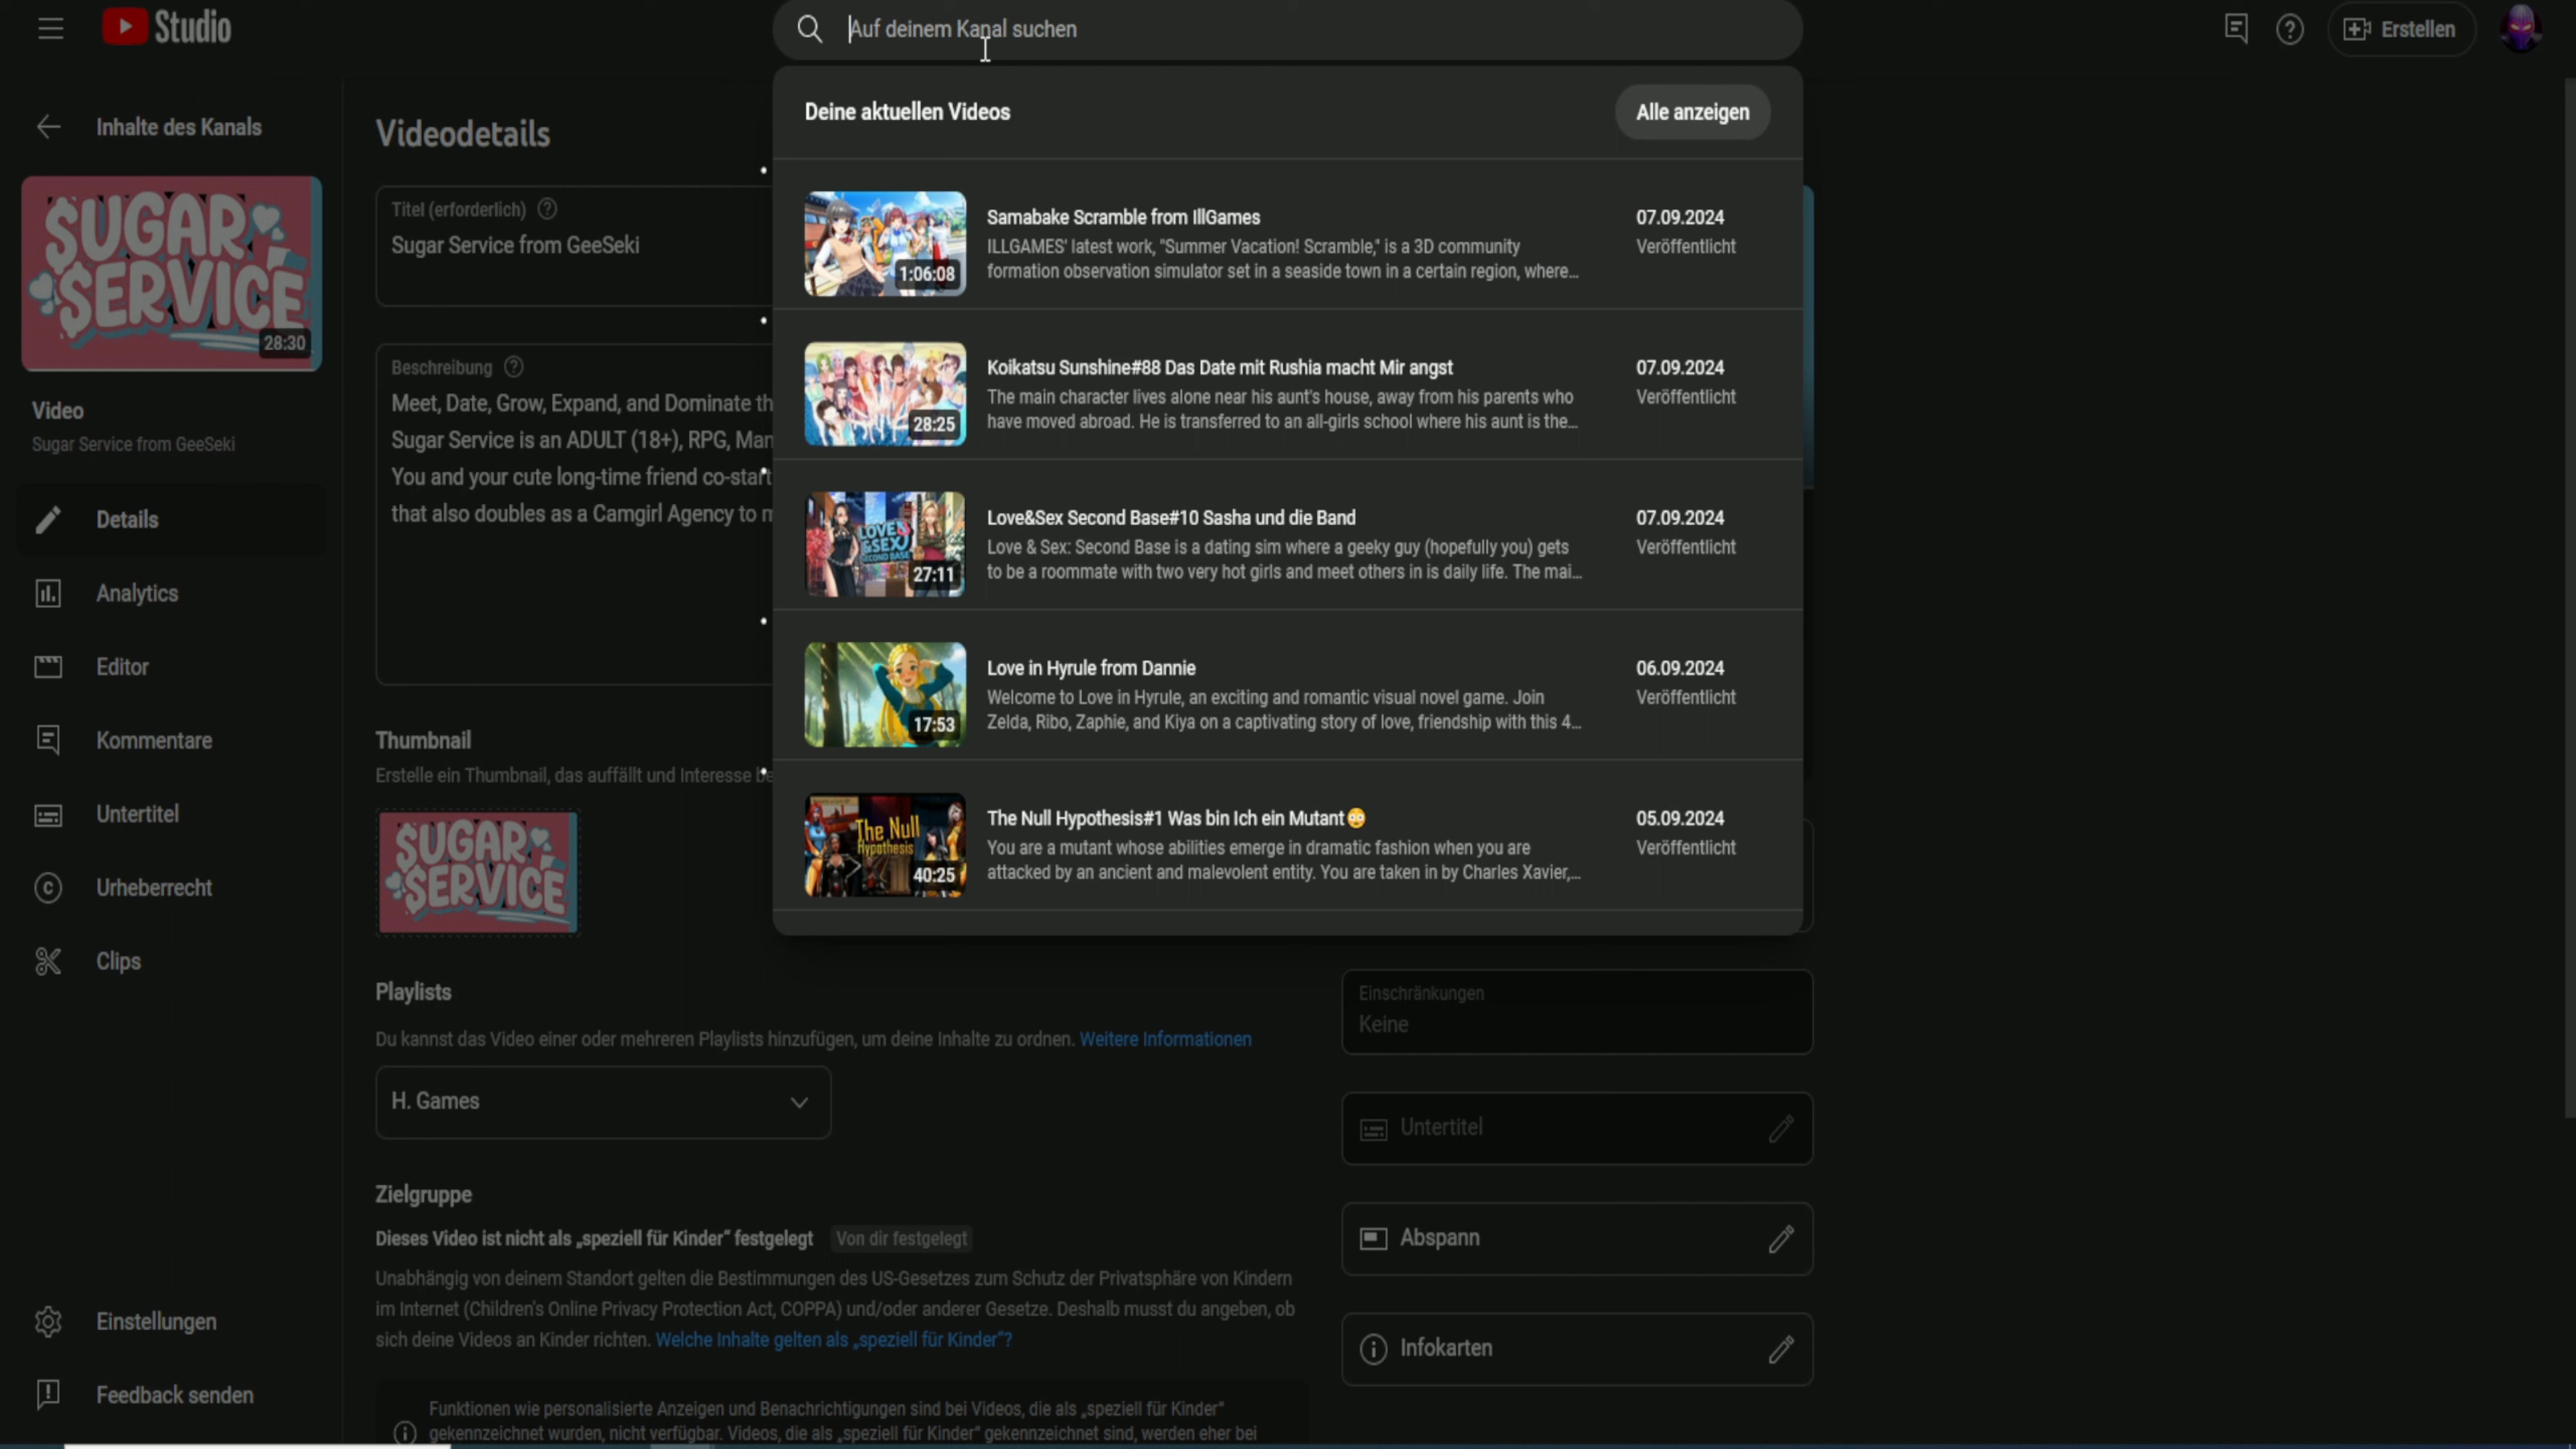 Studio
Auf deinem Kanal suchen
Erstellen
Inhalte des Kanals
SUGAR
SERVICE
28:30
Video
Sugar Service from GeeSeki
Details
Analytics
Editor
Kommentare
Untertitel
Urheberrecht
Clips
Einstellungen
Feedback senden
Videodetails
Titel (erforderlich)
Sugar Service from GeeSeki
Beschreibung
Meet, Date, Grow, Expand, and Dominate
Sugar Service is an ADULT (18+), RPG,
You and your cute long-time friend co-start
that also doubles as a Camgirl Agency to
Thumbnail
Erstelle ein Thumbnail, das auffällt und Interesse
$UGAR
$ERVICE
Playlists
Du kannst das Video einer oder mehreren Playlists hinzufügen, um deine Inhalte zu ordnen. Weitere Informationen
H. Games
Zielgruppe
Dieses Video ist nicht als „speziell für Kinder“ festgelegt Von dir festgelegt
Unabhängig von deinem Standort gelten die Bestimmungen des US-Gesetzes zum Schutz der Privatsphäre von Kindern
im Internet (Children's Online Privacy Protection Act, COPPA) und/oder anderer Gesetze. Deshalb musst du angeben, ob
sich deine Videos an Kinder richten. Welche Inhalte gelten als „speziell für Kinder“?
Funktionen wie personalisierte Anzeigen und Benachrichtigungen sind bei Videos, die als „speziell für Kinder“
gekennzeichnet wurden, nicht verfügbar. Videos, die als „speziell für Kinder“ gekennzeichnet sind, werden eher bei
Deine aktuellen Videos
Alle anzeigen
1:06:08
Samabake Scramble from IllGames
ILLGAMES' latest work, "Summer Vacation! Scramble," is a 3D community
formation observation simulator set in a seaside town in a certain region, where...
07.09.2024
Veröffentlicht
28:25
Koikatsu Sunshine#88 Das Date mit Rushia macht Mir angst
The main character lives alone near his aunt's house, away from his parents who
have moved abroad. He is transferred to an all-girls school where his aunt is the...
07.09.2024
Veröffentlicht
LOVE
&SEX
SECOND BASE
27:11
Love&Sex Second Base#10 Sasha und die Band
Love & Sex: Second Base is a dating sim where a geeky guy (hopefully you) gets
to be a roommate with two very hot girls and meet others in is daily life. The mai...
07.09.2024
Veröffentlicht
17:53
Love in Hyrule from Dannie
Welcome to Love in Hyrule, an exciting and romantic visual novel game. Join
Zelda, Ribo, Zaphie, and Kiya on a captivating story of love, friendship with this 4...
06.09.2024
Veröffentlicht
The Null
Hypothesis
40:25
The Null Hypothesis#1 Was bin Ich ein Mutant😳
You are a mutant whose abilities emerge in dramatic fashion when you are
attacked by an ancient and malevolent entity. You are taken in by Charles Xavier,...
05.09.2024
Veröffentlicht
Einschränkungen
Keine
Untertitel
Abspann
Infokarten